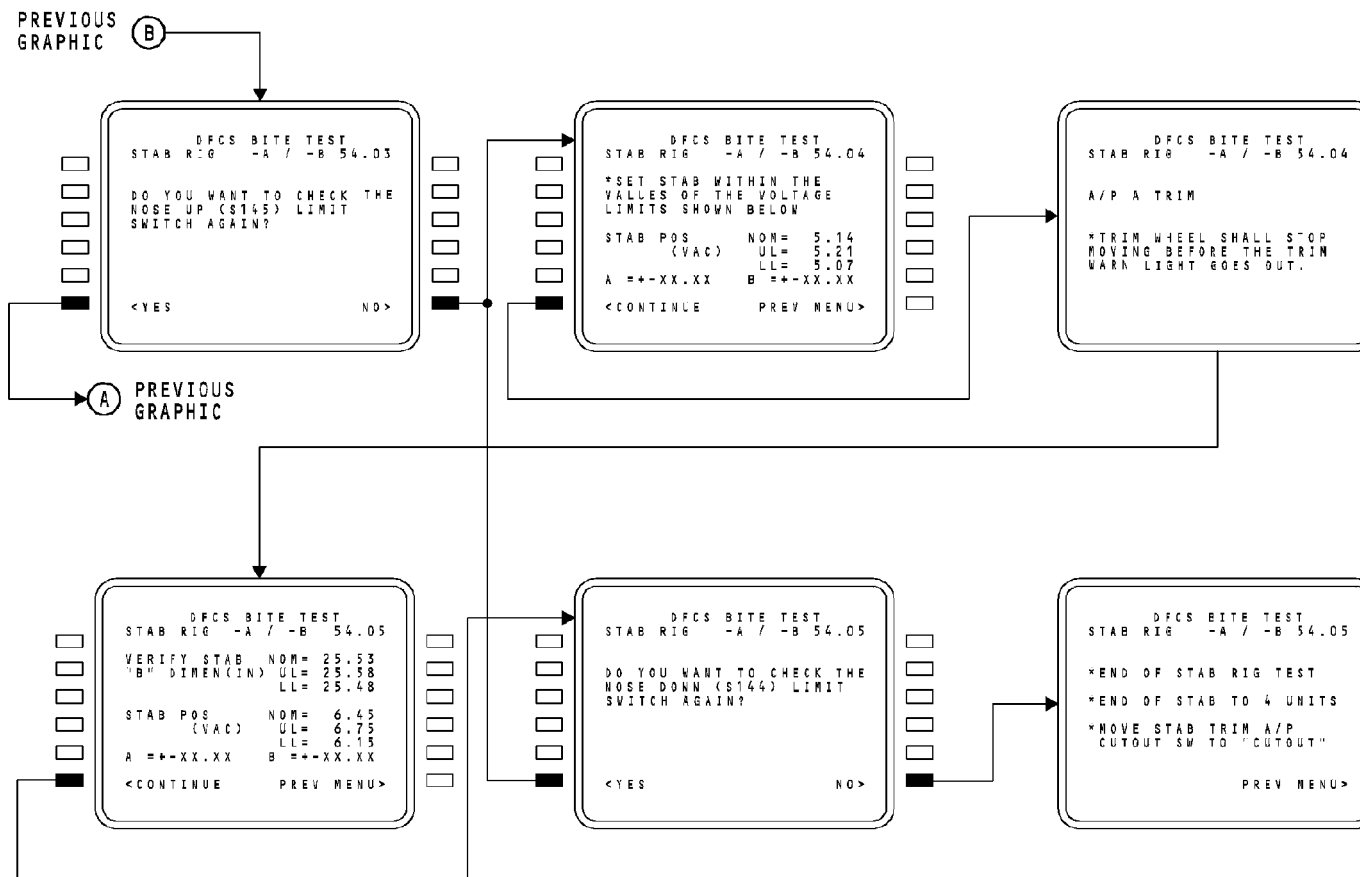 PREVIOUS
GRAPHIC
B
DFCS BITE TEST
STAB RIG -A / -B 54.03
DO YOU WANT TO CHECK THE
NOSE UP (S145) LIMIT
SWITCH AGAIN?
<YES NO>
A
PREVIOUS
GRAPHIC
DFCS BITE TEST
STAB RIG -A / -B 54.04
*SET STAB WITHIN THE
VALUES OF THE VOLTAGE
LIMITS SHOWN BELOW
STAB POS NOM= 5.14
(VAC) UL= 5.21
LL= 5.07
A =+-XX.XX B =+-XX.XX
<CONTINUE PREV MENU>
DFCS BITE TEST
STAB RIG -A / -B 54.04
A/P A TRIM
*TRIM WHEEL SHALL STOP
MOVING BEFORE THE TRIM
WARN LIGHT GOES OUT.
DFCS BITE TEST
STAB RIG -A / -B 54.05
VERIFY STAB NOM= 25.53
"B" DIMEN(IN) UL= 25.58
LL= 25.48
STAB POS NOM= 6.45
(VAC) UL= 6.75
LL= 6.15
A =+-XX.XX B =+-XX.XX
<CONTINUE PREV MENU>
DFCS BITE TEST
STAB RIG -A / -B 54.05
DO YOU WANT TO CHECK THE
NOSE DOWN (S144) LIMIT
SWITCH AGAIN?
<YES NO>
DFCS BITE TEST
STAB RIG -A / -B 54.05
*END OF STAB RIG TEST
*END OF STAB TO 4 UNITS
*MOVE STAB TRIM A/P
CUTOUT SW TO "CUTOUT"
PREV MENU>